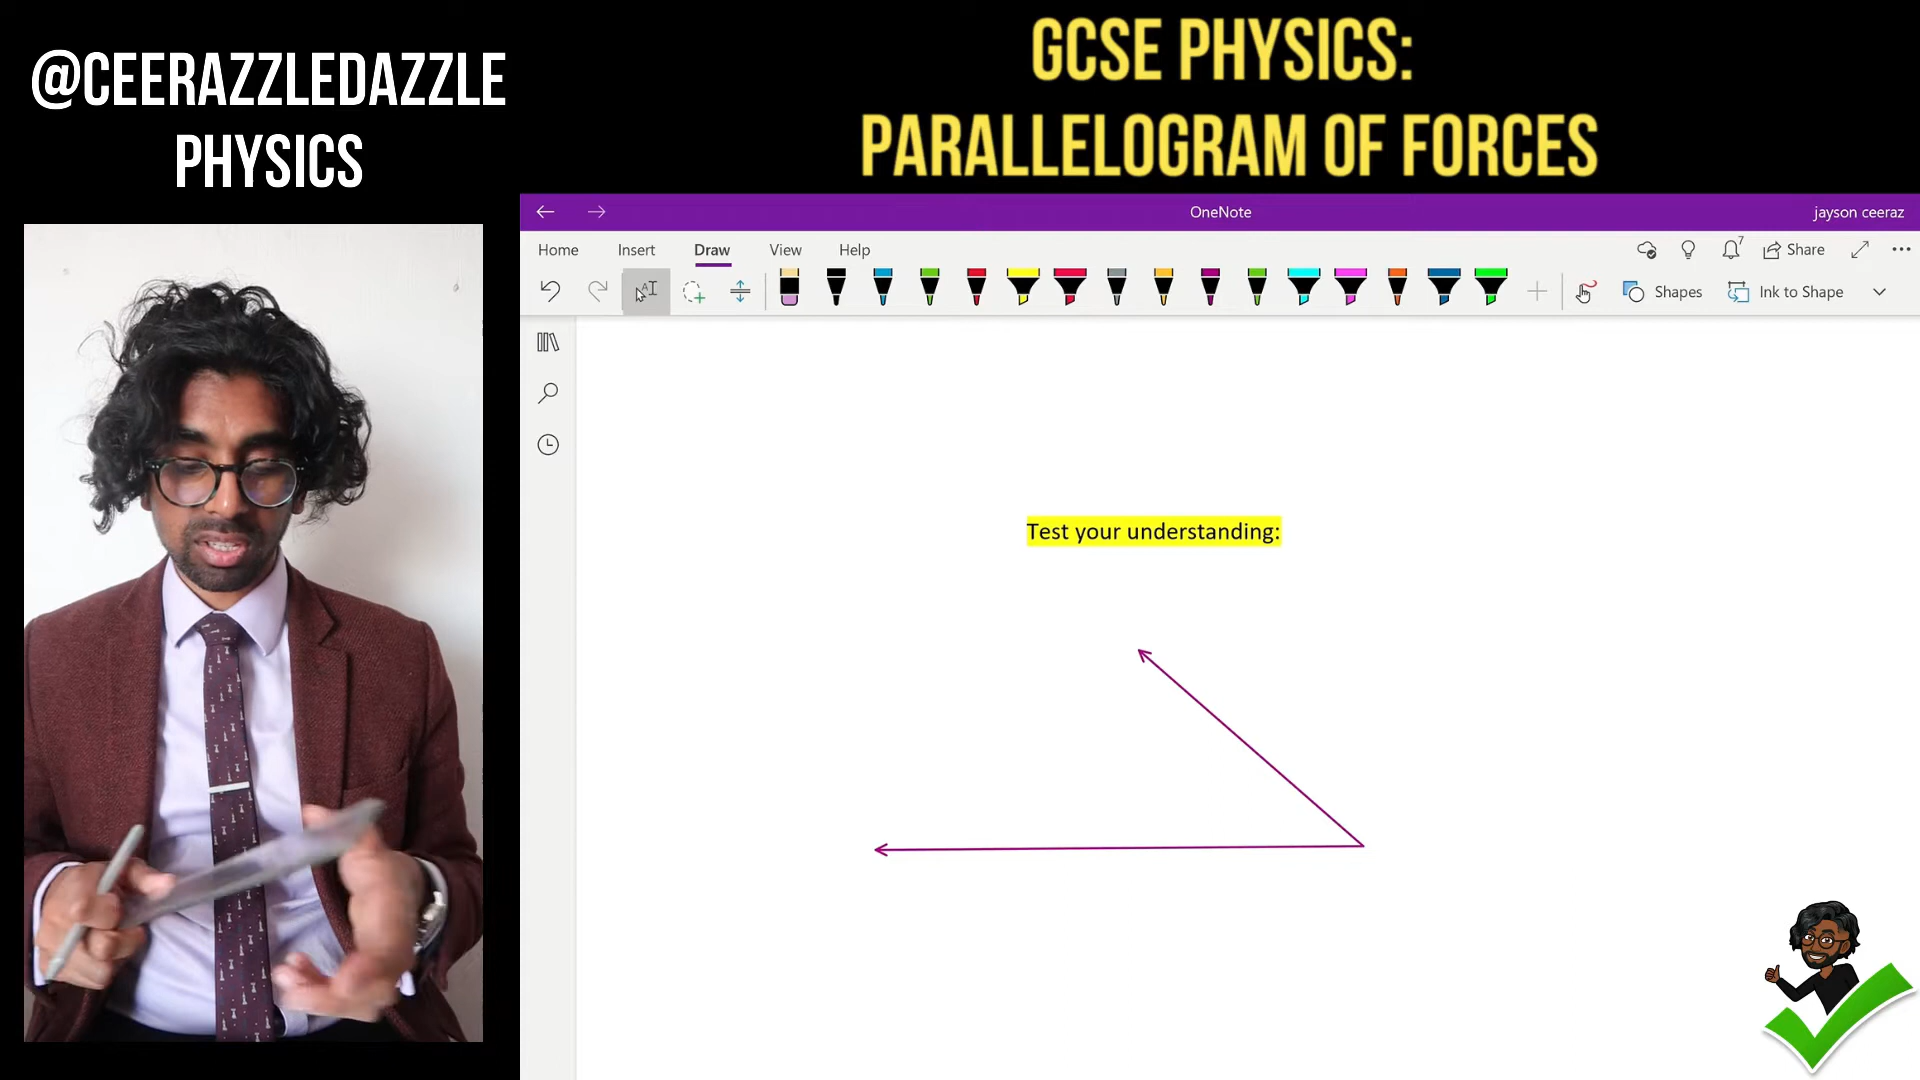 @CEERAZZLEDAZZLE
PHYSICS
GCSE PHYSICS:
PARALLELOGRAM OF FORCES
OneNote
jayson ceeraz
Home Insert Draw View Help
7
Share
Shapes
Ink to Shape
Test your understanding: